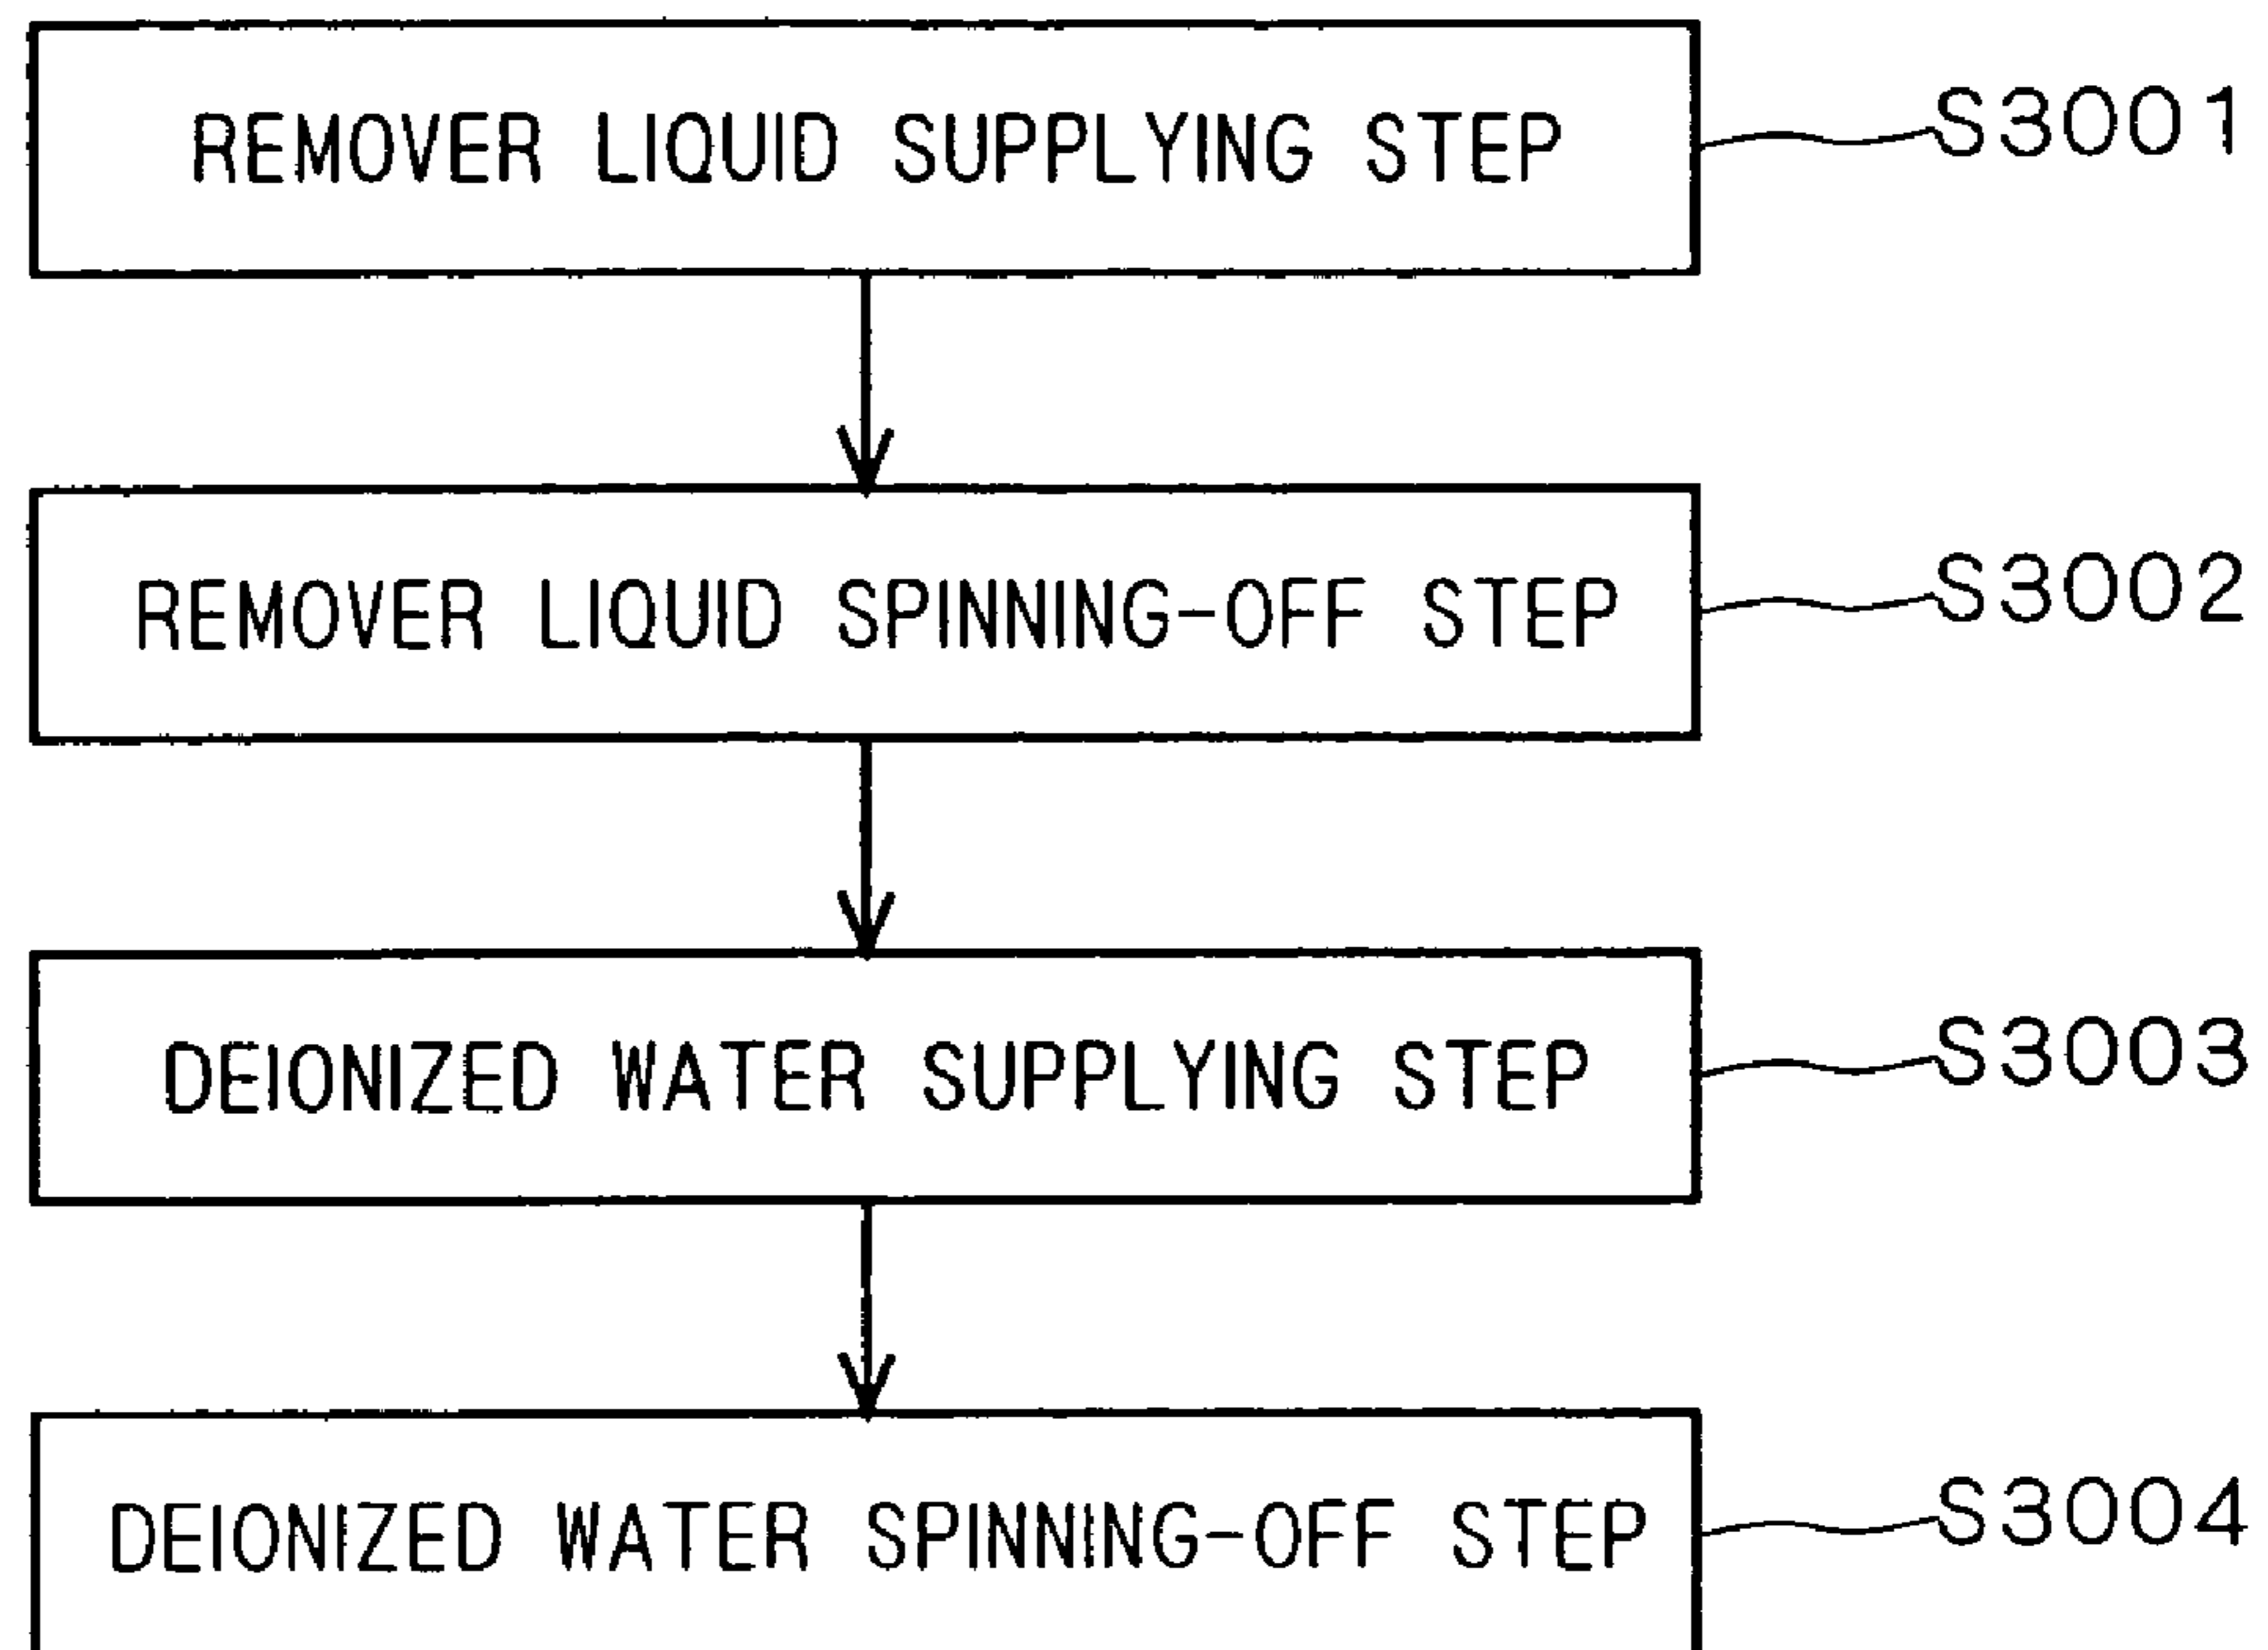 REMOVER LIQUID SUPPLYING STEP S3001
REMOVER LIQUID SPINNING-OFF STEP S3002
DEIONIZED WATER SUPPLYING STEP S3003
DEIONIZED WATER SPINNING-OFF STEP S3004